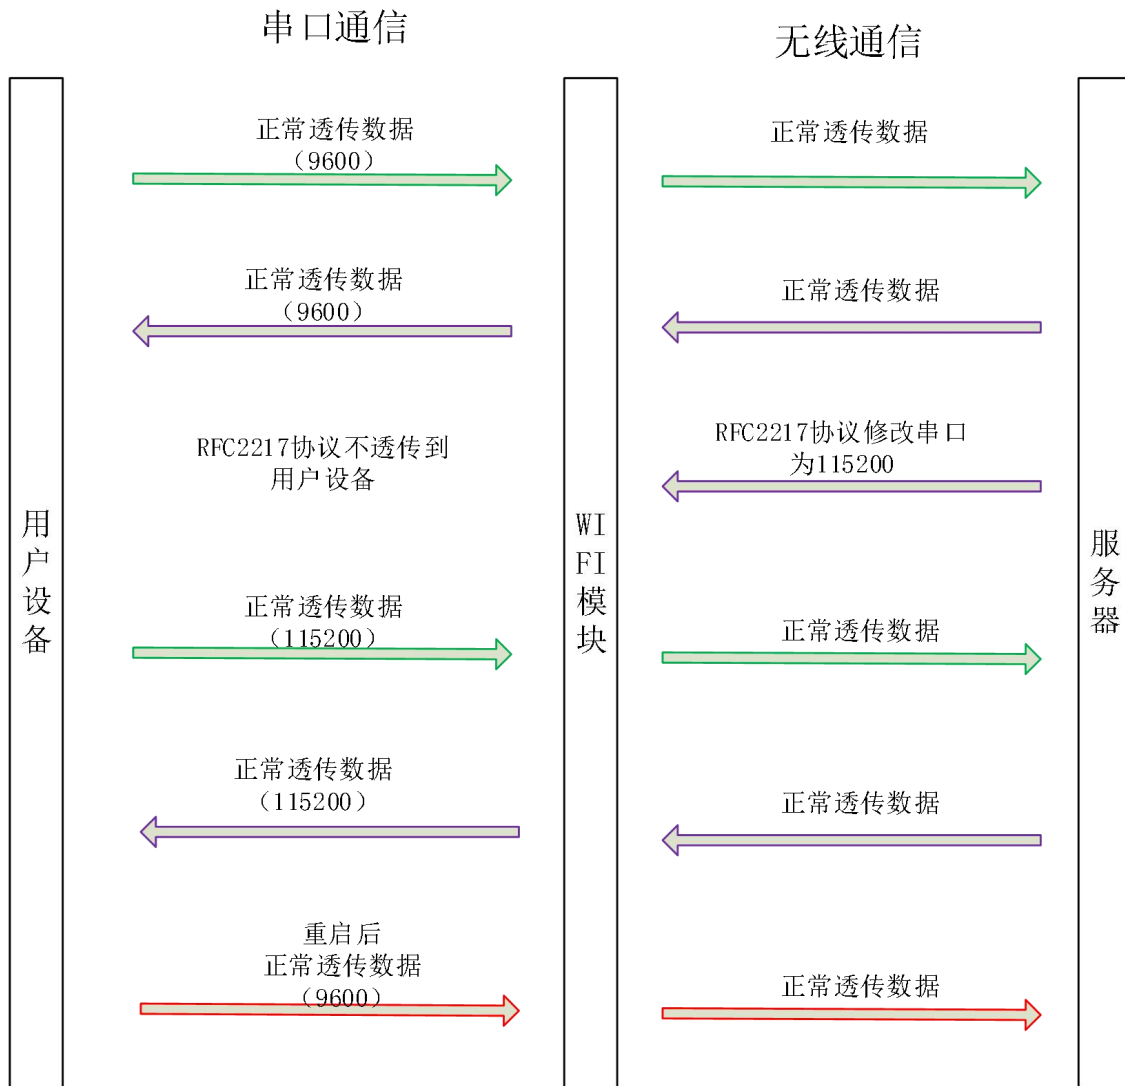 串口通信
无线通信
正常透传数据
（9600）
正常透传数据
正常透传数据
（9600）
正常透传数据
RFC2217协议不透传到
用户设备
RFC2217协议修改串口
为115200
用户设备
WI
FI模块
服务器
正常透传数据
（115200）
正常透传数据
正常透传数据
（115200）
正常透传数据
重启后
正常透传数据
（9600）
正常透传数据